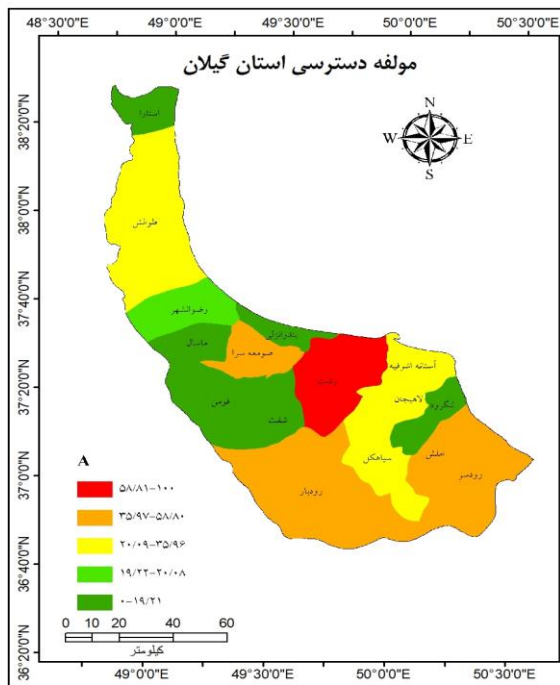 48°30'0"E 49°0'0"E 49°30'0"E 50°0'0"E 50°30'0"E
مولفه دسترسی استان گیلان
N
W E
S
38°20'0"N
38°0'0"N
37°40'0"N
37°20'0"N
37°0'0"N
36°40'0"N
36°20'0"N
استارا
طوالش
رضوانشهر
بندرانزلی
ماسال
صومعه سرا
رشت
آستانه اشرفیه
لاهیجان
لنگرود
فومن
شفت
سیاهکل
املش
رودسر
رودبار
A
۵۸/۸۱-۱۰۰
۳۵/۹۷-۵۸/۸۰
۲۰/۰۹-۳۵/۹۶
۱۹/۲۲-۲۰/۰۸
۰-۱۹/۲۱
0 10 20 40 60
کیلومتر
49°0'0"E 49°30'0"E 50°0'0"E 50°30'0"E